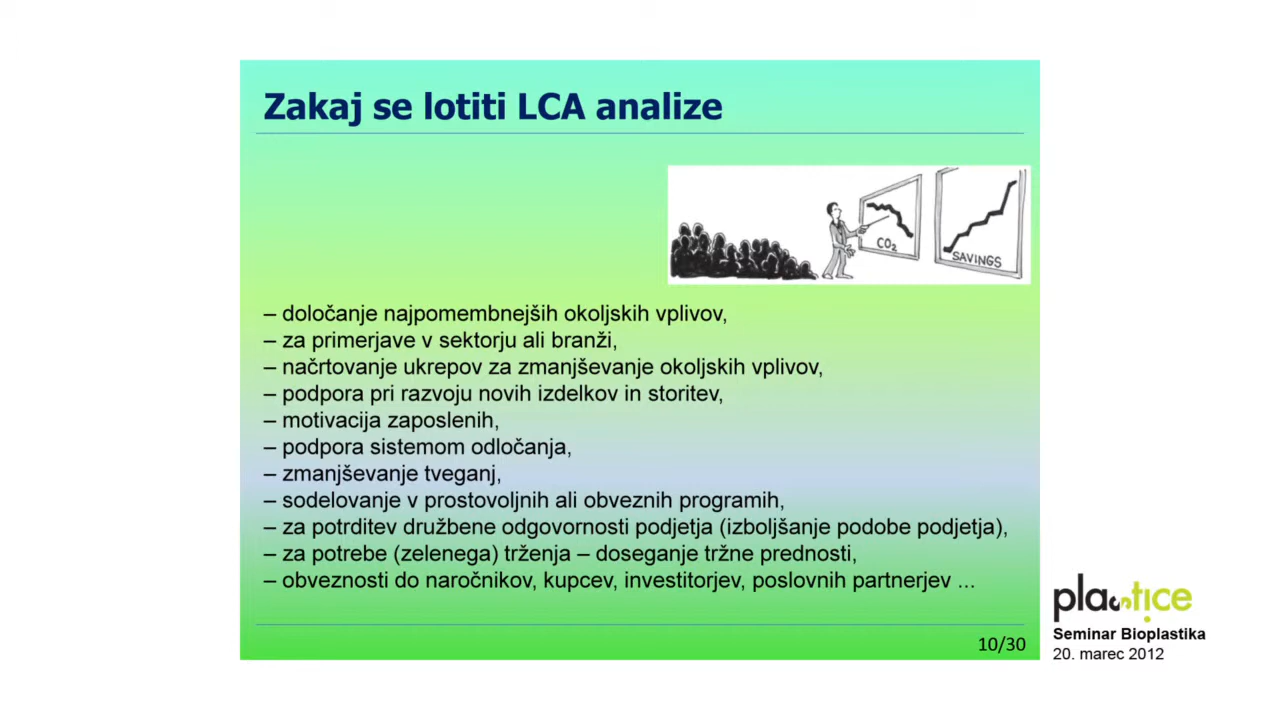 Zakaj se lotiti LCA analize
CO2
SAVINGS
– določanje najpomembnejših okoljskih vplivov,
– za primerjave v sektorju ali branži,
– načrtovanje ukrepov za zmanjševanje okoljskih vplivov,
– podpora pri razvoju novih izdelkov in storitev,
– motivacija zaposlenih,
– podpora sistemom odločanja,
– zmanjševanje tveganj,
– sodelovanje v prostovoljnih ali obveznih programih,
– za potrditev družbene odgovornosti podjetja (izboljšanje podobe podjetja),
– za potrebe (zelenega) trženja – doseganje tržne prednosti,
– obveznosti do naročnikov, kupcev, investitorjev, poslovnih partnerjev ...
10/30
plastice
Seminar Bioplastika
20. marec 2012